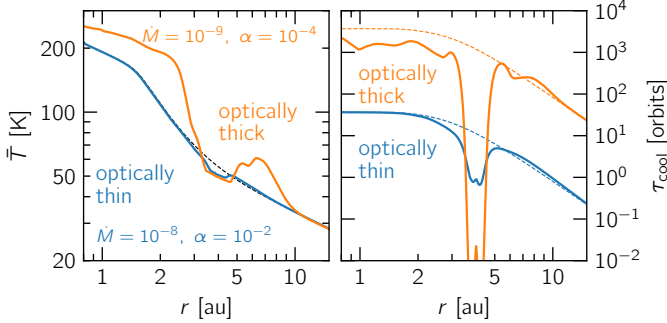 200
100
50
20
T̄ [K]
Ṁ = 10⁻⁹, α = 10⁻⁴
optically
thick
optically
thin
Ṁ = 10⁻⁸, α = 10⁻²
1
2
5
10
r [au]
optically
thick
optically
thin
10⁵
10⁴
10³
10²
10¹
10⁰
10⁻¹
10⁻²
τcool [orbits]
1
2
5
10
r [au]